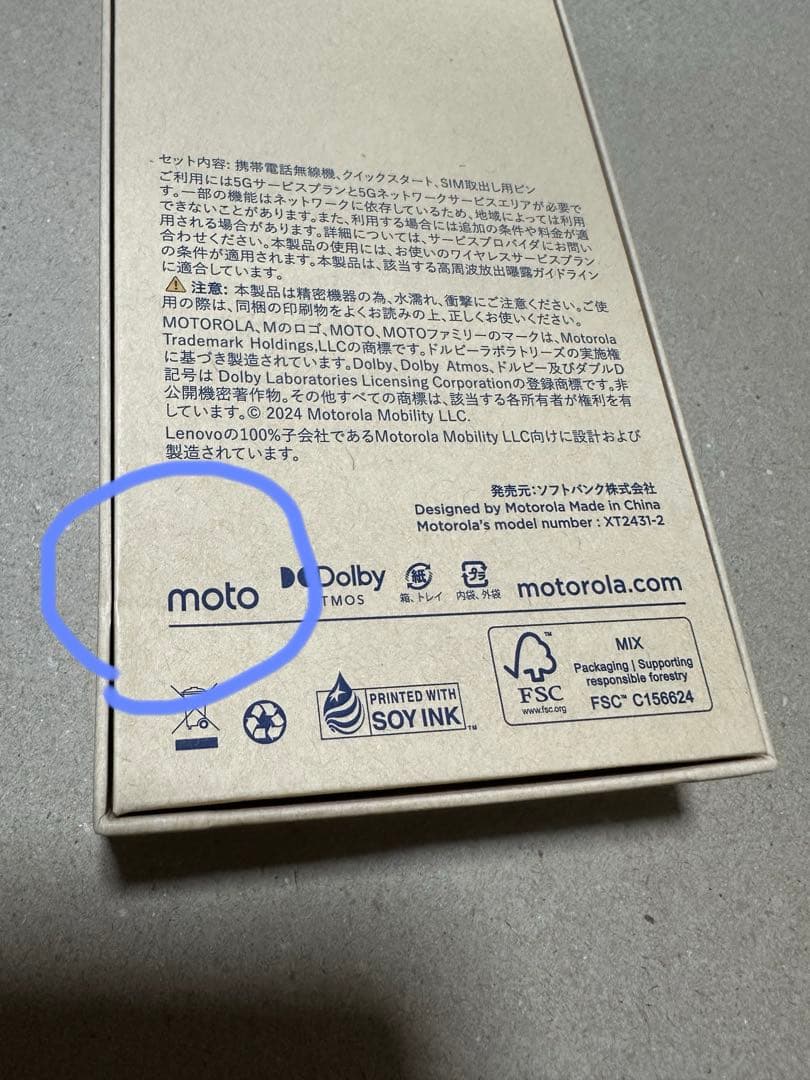 セット内容: 携帯電話無線機、クイックスタート、SIM取出し用ピン
ご利用には5Gサービスプランと5Gネットワークサービスエリアが必要で
す。一部の機能はネットワークに依存しているため、地域によっては利用
できないことがあります。また、利用する場合には追加の条件や料金が適
用される場合があります。詳細については、サービスプロバイダにお問い
合わせください。本製品の使用には、お使いのワイヤレスサービスプラン
の条件が適用されます。本製品は、該当する高周波放出曝露ガイドライン
に適合しています。
注意: 本製品は精密機器の為、水濡れ、衝撃にご注意ください。ご使
用の際は、同梱の印刷物をよくお読みの上、正しくお使いください。
MOTOROLA、Mのロゴ、MOTO、MOTOファミリーのマークは、Motorola
Trademark Holdings,LLCの商標です。ドルビーラボラトリーズの実施権
に基づき製造されています。Dolby、Dolby Atmos、ドルビー及びダブルD
記号は Dolby Laboratories Licensing Corporationの登録商標です。非
公開機密著作物。その他すべての商標は、該当する各所有者が権利を有
しています。© 2024 Motorola Mobility LLC.
Lenovoの100%子会社であるMotorola Mobility LLC向けに設計および
製造されています。
発売元:ソフトバンク株式会社
Designed by Motorola Made in China
Motorola's model number : XT2431-2
moto Dolby 紙 プラ motorola.com
TMOS 箱、トレイ 内袋、外袋
PRINTED WITH
SOY INK™
FSC
www.fsc.org
MIX
Packaging | Supporting
responsible forestry
FSC™ C156624